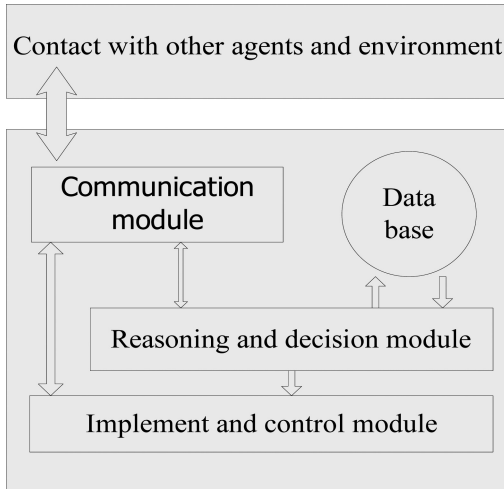 Contact with other agents and environment
Communication
module
Data
base
Reasoning and decision module
Implement and control module